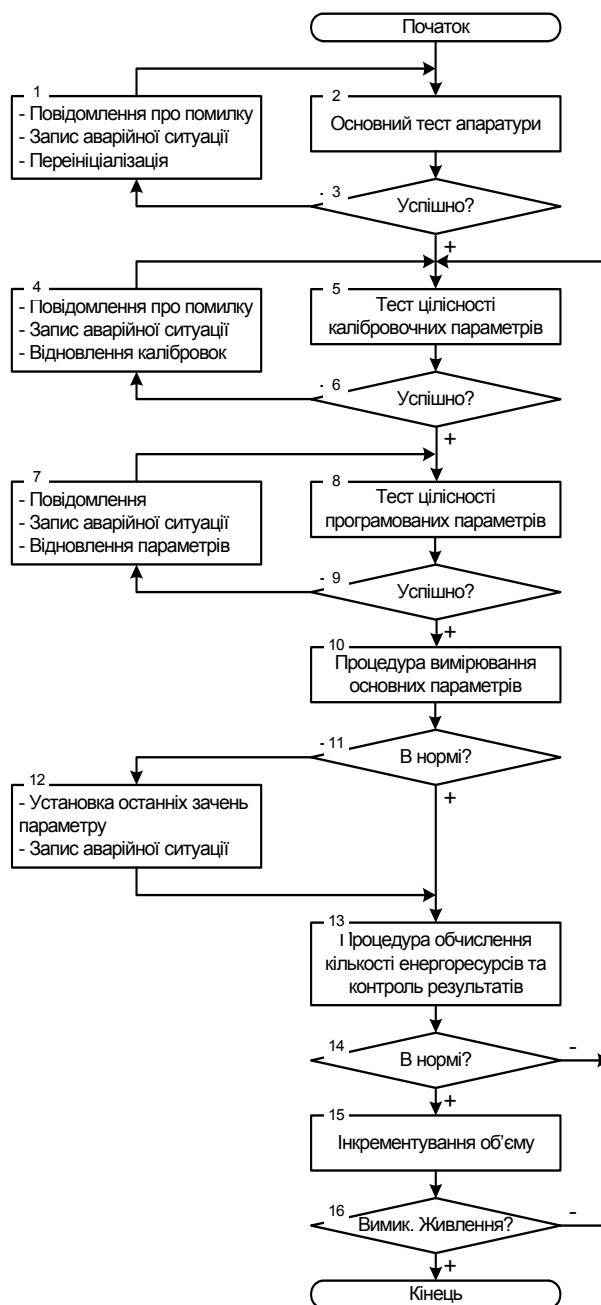 Початок
1
- Повідомлення про помилку
- Запис аварійної ситуації
- Переініціалізація
2
Основний тест апаратури
- 3
Успішно?
+
4
- Повідомлення про помилку
- Запис аварійної ситуації
- Відновлення калібровок
5
Тест цілісності
калібровочних параметрів
- 6
Успішно?
+
7
- Повідомлення
- Запис аварійної ситуації
- Відновлення параметрів
8
Тест цілісності
програмованих параметрів
- 9
Успішно?
+
10
Процедура вимірювання
основних параметрів
- 11
В нормі?
+
12
- Установка останніх зачень
параметру
- Запис аварійної ситуації
13
Процедура обчислення
кількості енергоресурсів та
контроль результатів
14
В нормі?
-
+
15
Інкрементування об’єму
16
Вимик. Живлення?
-
+
Кінець